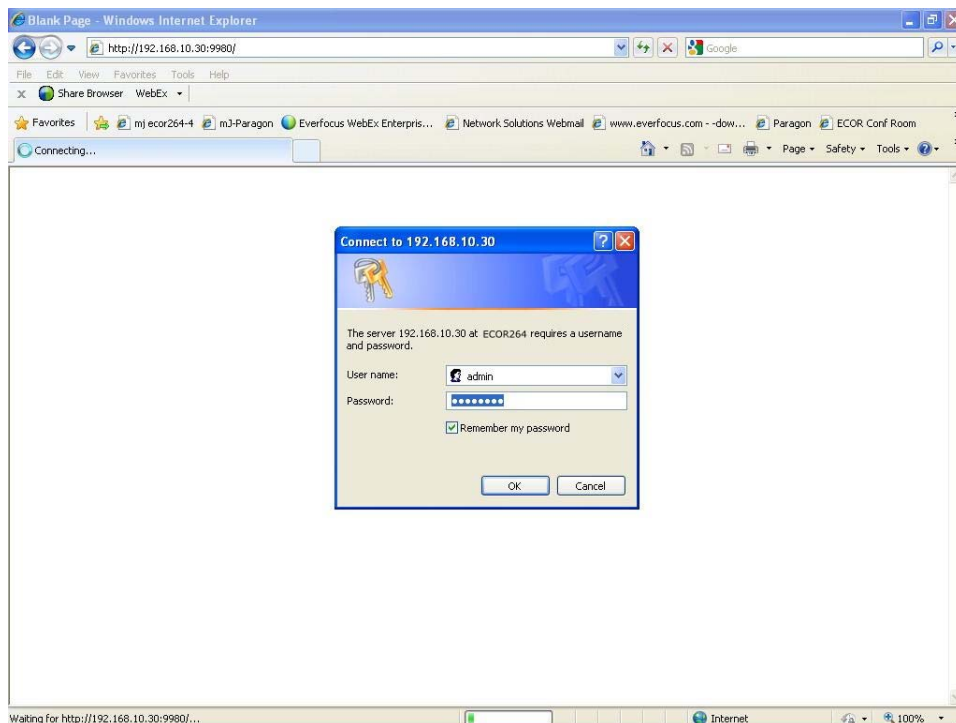 Blank Page - Windows Internet Explorer
http://192.168.10.30:9980/
Google
File Edit View Favorites Tools Help
x Share Browser WebEx
Favorites mj ecor264-4 mJ-Paragon Everfocus WebEx Enterpris... Network Solutions Webmail www.everfocus.com - -dow... Paragon ECOR Conf Room
Connecting...
Page Safety Tools
Connect to 192.168.10.30
The server 192.168.10.30 at ECOR264 requires a username
and password.
User name: admin
Password: ••••••••
Remember my password
OK Cancel
Waiting for http://192.168.10.30:9980/... Internet 100%